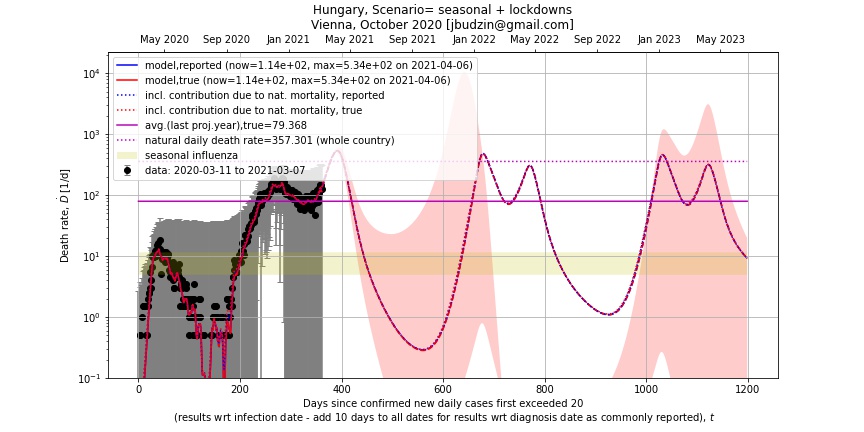 Hungary, Scenario= seasonal + lockdowns
Vienna, October 2020 [jbudzin@gmail.com]
May 2020 Sep 2020 Jan 2021 May 2021 Sep 2021 Jan 2022 May 2022 Sep 2022 Jan 2023 May 2023
model,reported (now=1.14e+02, max=5.34e+02 on 2021-04-06)
model,true (now=1.14e+02, max=5.34e+02 on 2021-04-06)
incl. contribution due to nat. mortality, reported
incl. contribution due to nat. mortality, true
avg.(last proj.year),true=79.368
natural daily death rate=357.301 (whole country)
seasonal influenza
data: 2020-03-11 to 2021-03-07
Death rate, D [1/d]
10⁴
10³
10²
10¹
10⁰
10⁻¹
0 200 400 600 800 1000 1200
Days since confirmed new daily cases first exceeded 20
(results wrt infection date - add 10 days to all dates for results wrt diagnosis date as commonly reported), t